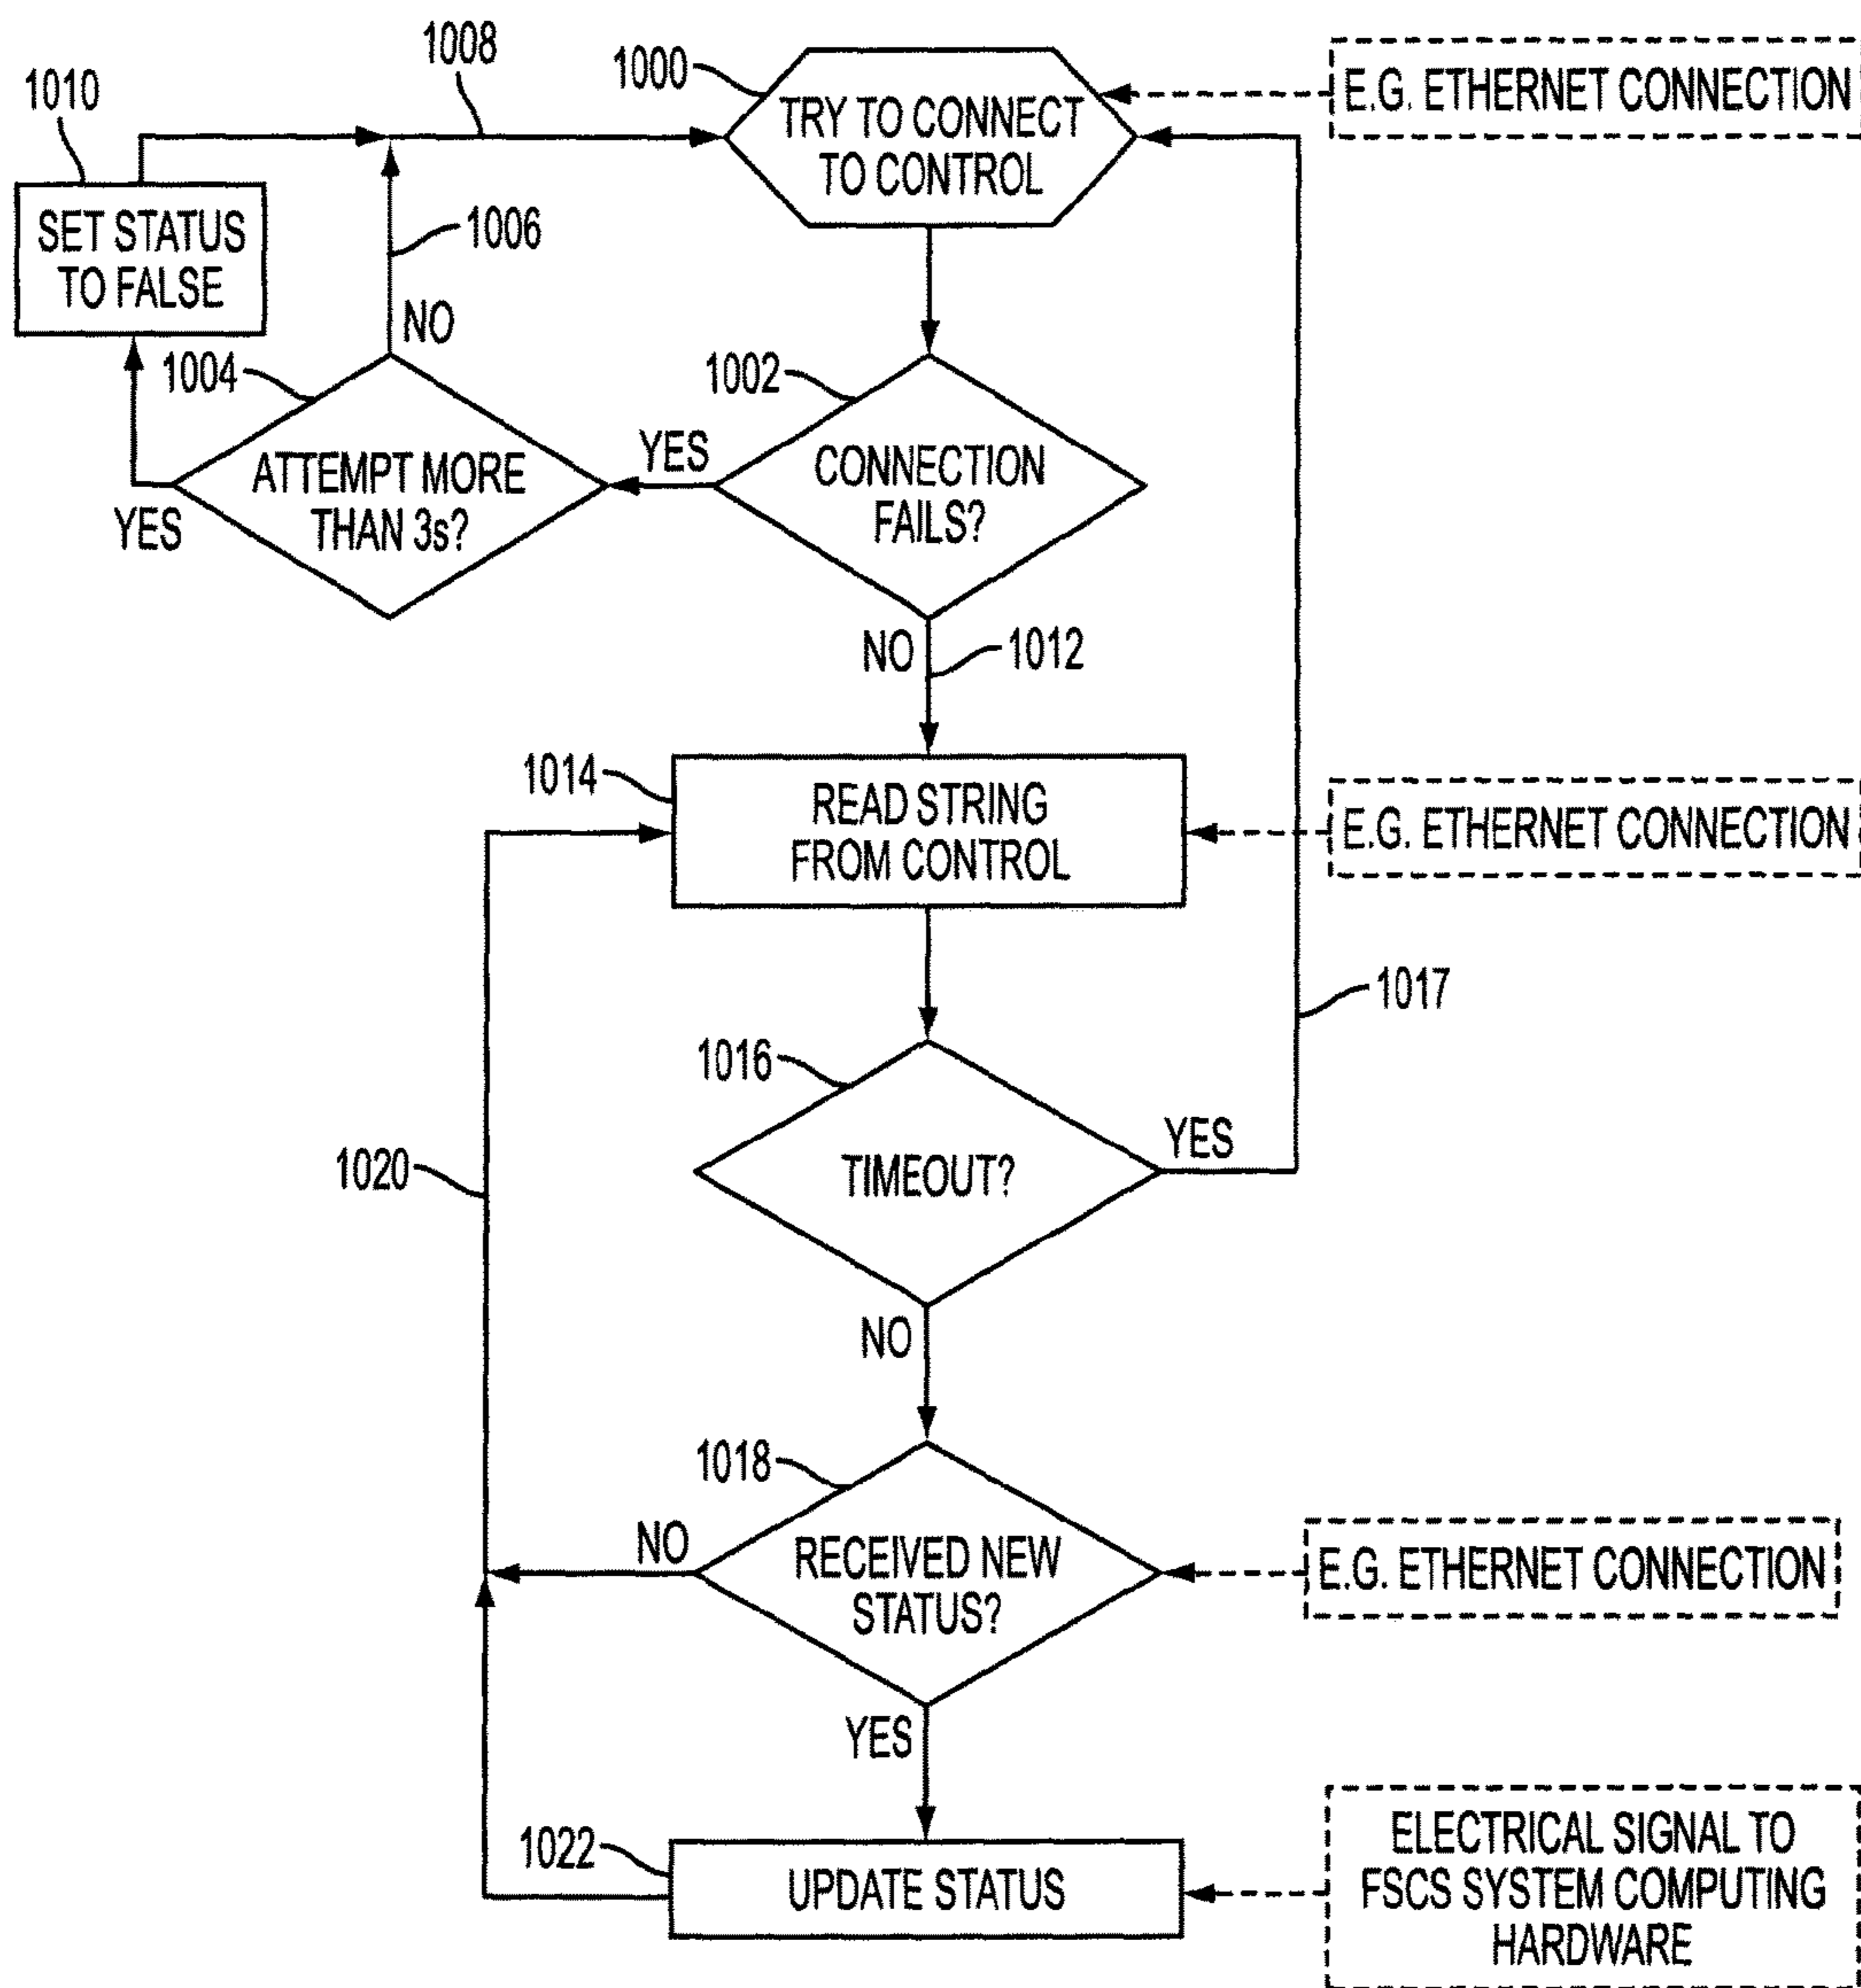 1008
1000
E.G. ETHERNET CONNECTION
1010
TRY TO CONNECT
TO CONTROL
SET STATUS
TO FALSE
1006
NO
1004
1002
YES
CONNECTION
FAILS?
ATTEMPT MORE
THAN 3s?
YES
NO
1012
1014
READ STRING
FROM CONTROL
E.G. ETHERNET CONNECTION
1017
1016
YES
TIMEOUT?
1020
NO
1018
NO
RECEIVED NEW
STATUS?
E.G. ETHERNET CONNECTION
YES
1022
UPDATE STATUS
ELECTRICAL SIGNAL TO
FSCS SYSTEM COMPUTING
HARDWARE